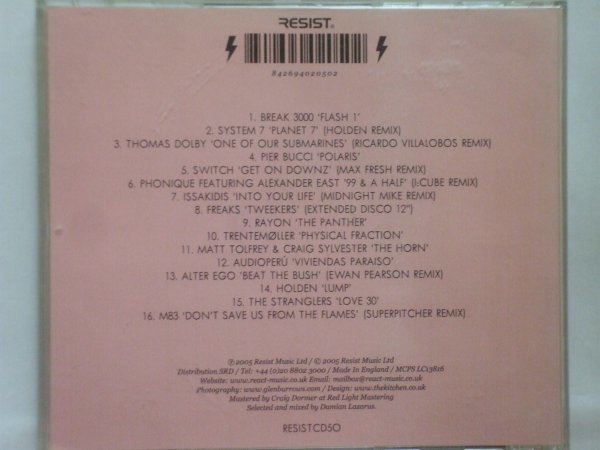 RESIST®
842694020502
1. BREAK 3000 'FLASH 1'
2. SYSTEM 7 'PLANET 7' (HOLDEN REMIX)
3. THOMAS DOLBY 'ONE OF OUR SUBMARINES' (RICARDO VILLALOBOS REMIX)
4. PIER BUCCI 'POLARIS'
5. SWITCH 'GET ON DOWNZ' (MAX FRESH REMIX)
6. PHONIQUE FEATURING ALEXANDER EAST '99 & A HALF' (I:CUBE REMIX)
7. ISSAKIDIS 'INTO YOUR LIFE' (MIDNIGHT MIKE REMIX)
8. FREAKS 'TWEEKERS' (EXTENDED DISCO 12")
9. RAYON 'THE PANTHER'
10. TRENTEMØLLER 'PHYSICAL FRACTION'
11. MATT TOLFREY & CRAIG SYLVESTER 'THE HORN'
12. AUDIOPERÚ 'VIVIENDAS PARAISO'
13. ALTER EGO 'BEAT THE BUSH' (EWAN PEARSON REMIX)
14. HOLDEN 'LUMP'
15. THE STRANGLERS 'LOVE 30'
16. M83 'DON'T SAVE US FROM THE FLAMES' (SUPERPITCHER REMIX)
℗ 2005 Resist Music Ltd / © 2005 Resist Music Ltd
Distribution SRD / Tel: +44 (0)20 8802 3000 / Made In England / MCPS LC13816
Website: www.react-music.co.uk Email: mailbox@react-music.co.uk
Photography: www.glenburrows.com / Design: www.thekitchen.co.uk
Mastered by Craig Dormer at Red Light Mastering
Selected and mixed by Damian Lazarus.
RESISTCD50